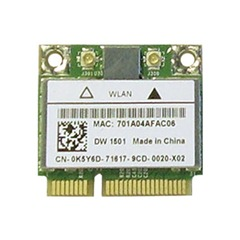 WLAN
MAC: 701A04AFAC06
DW 1501 Made in China
CN- 0K5Y6D- 71617- 9CD- 0020-X02